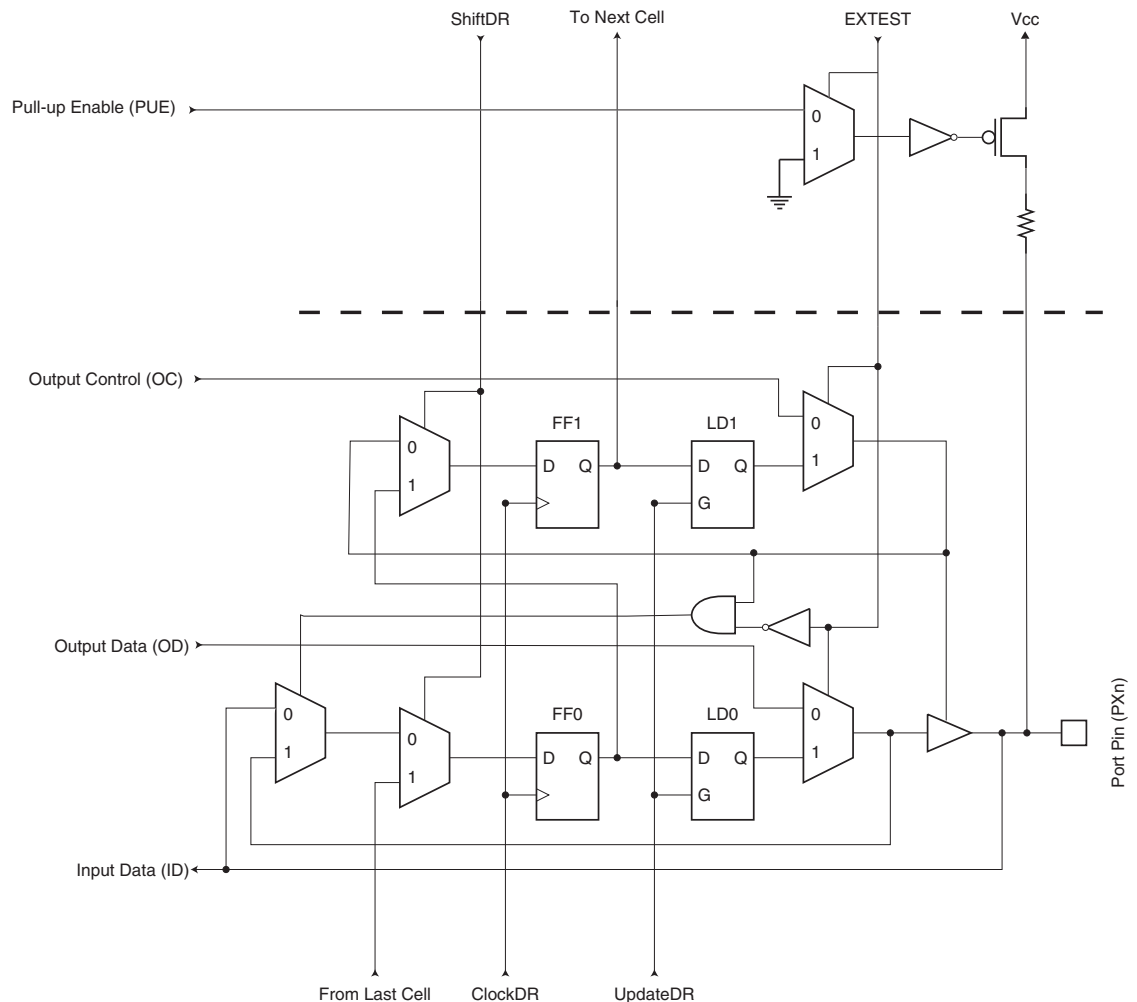 ShiftDR
To Next Cell
EXTEST
Vcc
Pull-up Enable (PUE)
0
1
Output Control (OC)
FF1
LD1
0
0
D Q
D Q
1
1
G
Output Data (OD)
FF0
LD0
0
0
0
D Q
D Q
1
1
1
G
Port Pin (PXn)
Input Data (ID)
From Last Cell
ClockDR
UpdateDR